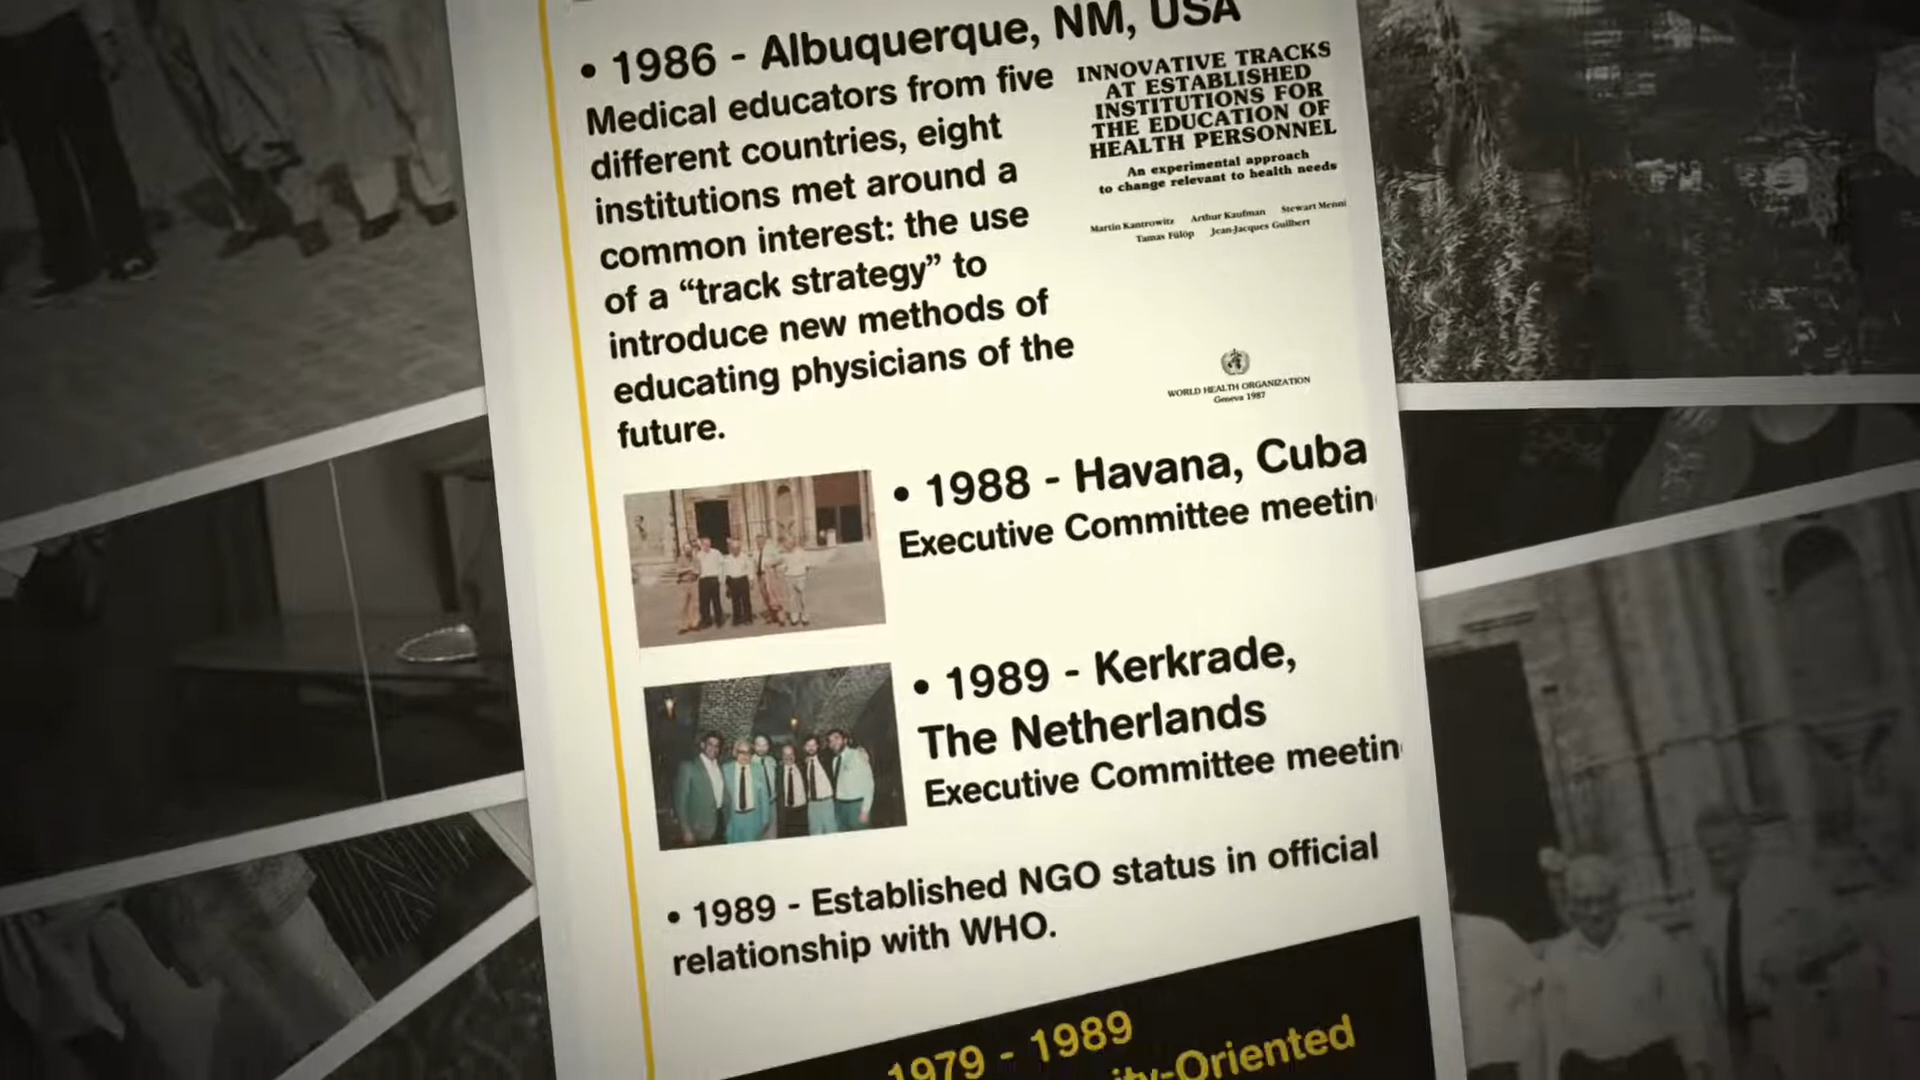 • 1986 - Albuquerque, NM, USA
Medical educators from five
different countries, eight
institutions met around a
common interest: the use
of a “track strategy” to
introduce new methods of
educating physicians of the
future.
INNOVATIVE TRACKS
AT ESTABLISHED
INSTITUTIONS FOR
THE EDUCATION OF
HEALTH PERSONNEL
An experimental approach
to change relevant to health needs
Martin Kantrowitz Arthur Kaufman Stewart Menni
Tamas Fülöp Jean-Jacques Guilbert
WORLD HEALTH ORGANIZATION
Geneva 1987
• 1988 - Havana, Cuba
Executive Committee meetin
• 1989 - Kerkrade,
The Netherlands
Executive Committee meetin
• 1989 - Established NGO status in official
relationship with WHO.
1979 - 1989
ity-Oriented